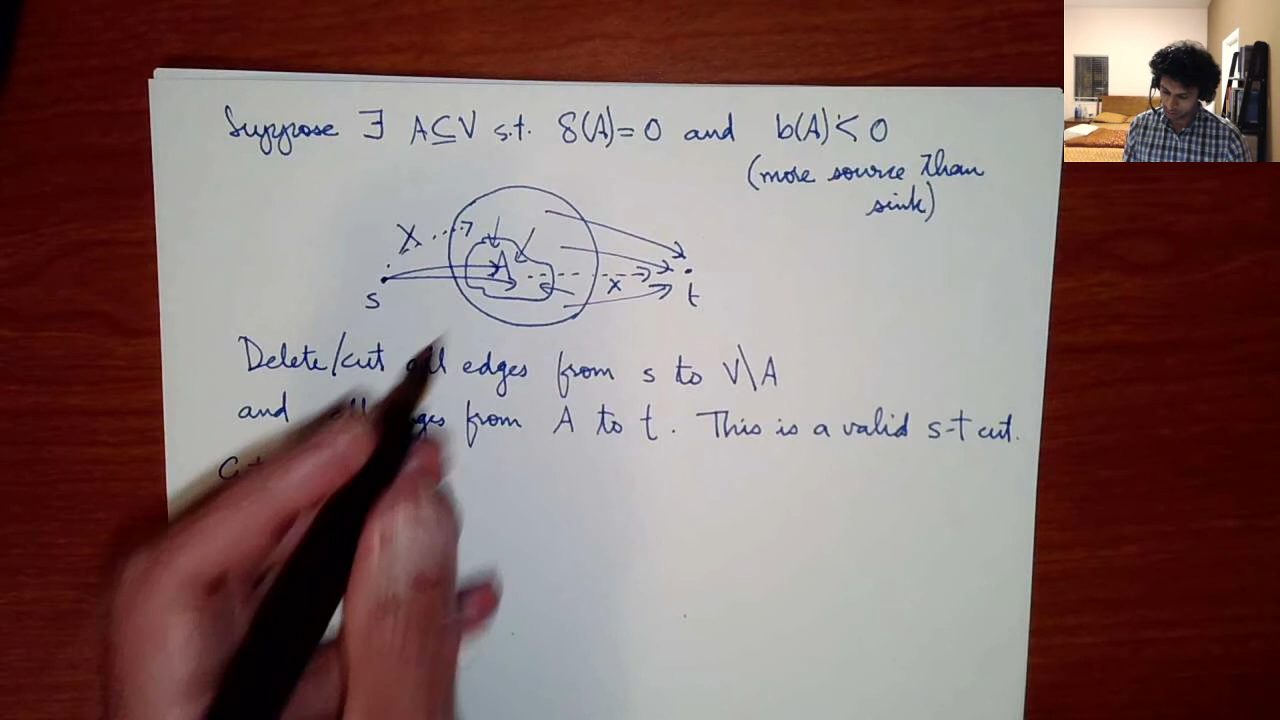 Suppose ∃ A⊆V s.t. δ(A)=0 and b(A)<0
(more source than
sink)
X
A
s
x
t
Delete/cut all edges from s to V\A
and from A to t. This is a valid s-t cut.